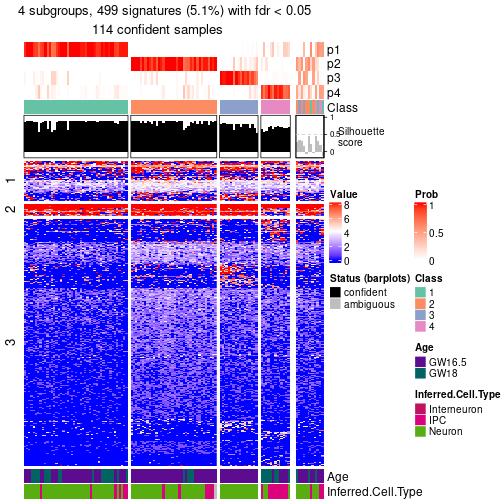 4 subgroups, 499 signatures (5.1%) with fdr < 0.05
114 confident samples
p1
p2
p3
p4
Class
1
0.5
0
Silhouette
score
1
2
3
Value
8
6
4
2
0
Prob
1
0.5
0
Status (barplots)
confident
ambiguous
Class
1
2
3
4
Age
GW16.5
GW18
Inferred.Cell.Type
Interneuron
IPC
Neuron
Age
Inferred.Cell.Type